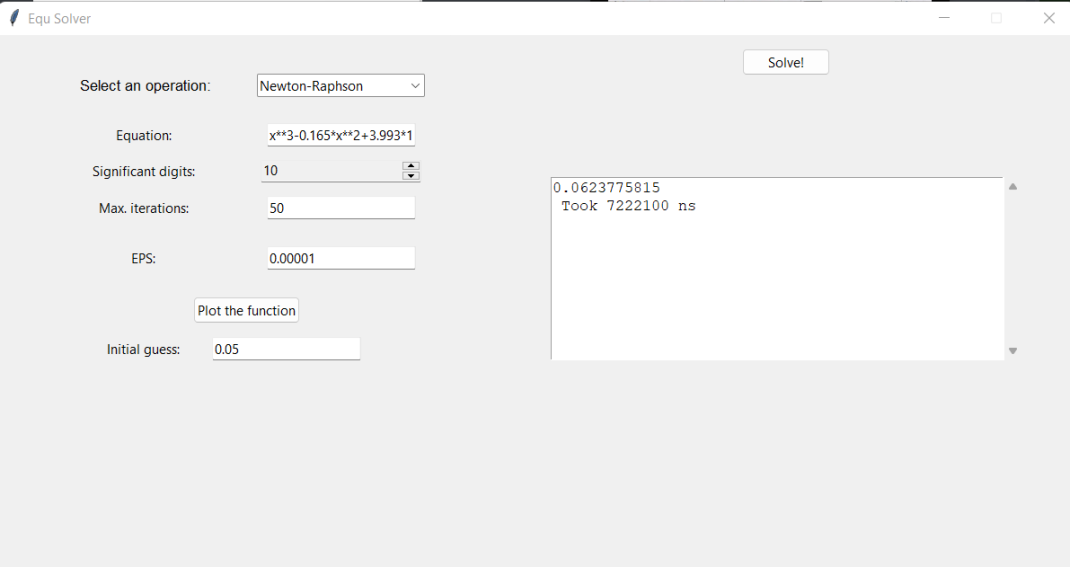 Equ Solver
Solve!
Select an operation:
Newton-Raphson
Equation:
x**3-0.165*x**2+3.993*1
Significant digits:
10
Max. iterations:
50
EPS:
0.00001
Plot the function
Initial guess:
0.05
0.0623775815
Took 7222100 ns